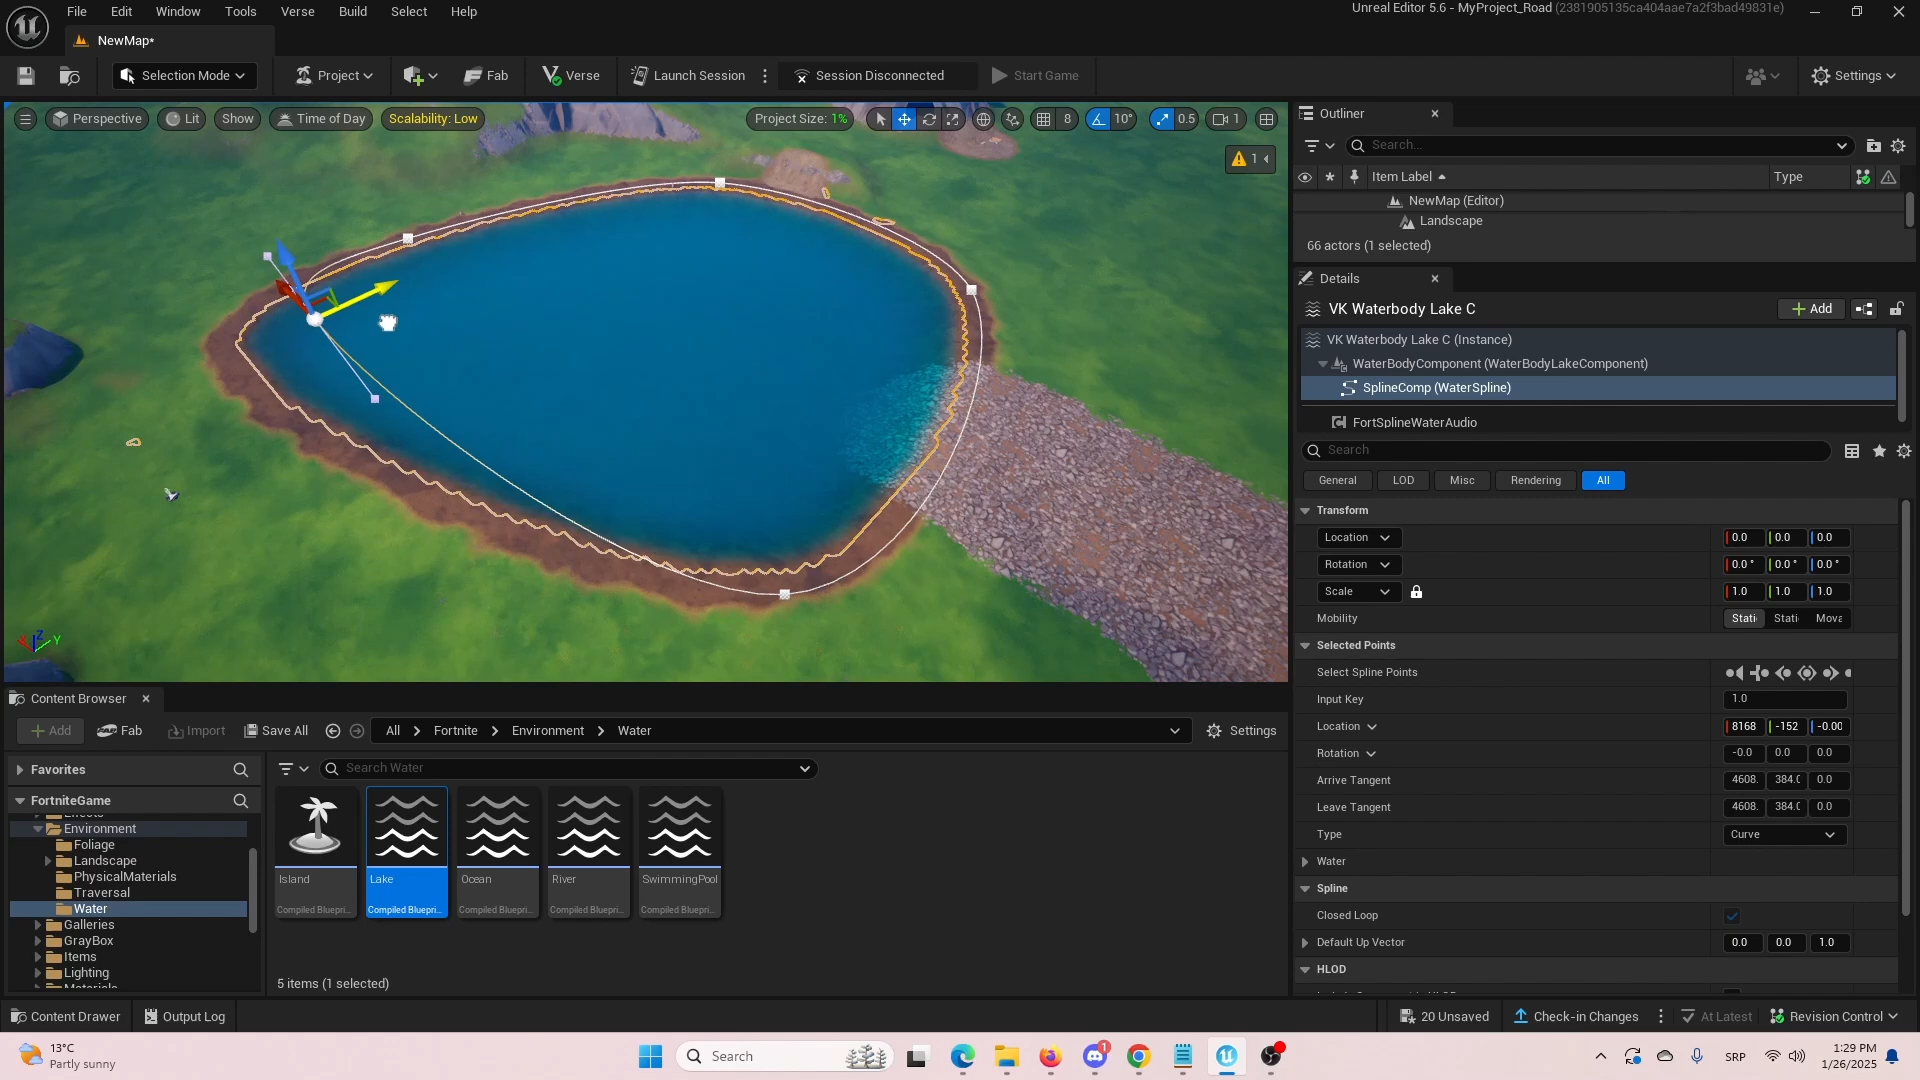 File Edit Window Tools Verse Build Select Help
Unreal Editor 5.6 - MyProject_Road (2381905135ca404aae7a2f3bad49831e)
NewMap*
Selection Mode
Project
Fab
Verse
Launch Session
Session Disconnected
Start Game
Settings
Perspective
Lit
Show
Time of Day
Scalability: Low
Project Size: 1%
8
10°
0.5
1
1
X Z Y
Outliner
Search...
Item Label
Type
NewMap (Editor)
Landscape
66 actors (1 selected)
Details
VK Waterbody Lake C
Add
VK Waterbody Lake C (Instance)
WaterBodyComponent (WaterBodyLakeComponent)
SplineComp (WaterSpline)
FortSplineWaterAudio
Search
General LOD Misc Rendering All
Transform
Location 0.0 0.0 0.0
Rotation 0.0 ° 0.0 ° 0.0 °
Scale 1.0 1.0 1.0
Mobility Stati Stati Mova
Selected Points
Select Spline Points
Input Key 1.0
Location 8168 -152 -0.00
Rotation -0.0 0.0 0.0
Arrive Tangent 4608. 384.( 0.0
Leave Tangent 4608. 384.( 0.0
Type Curve
Water
Spline
Closed Loop
Default Up Vector 0.0 0.0 1.0
HLOD
Content Browser
Add
Fab
Import
Save All
All > Fortnite > Environment > Water
Settings
Favorites
Search Water
FortniteGame
Environment
Foliage
Landscape
PhysicalMaterials
Traversal
Water
Galleries
GrayBox
Items
Lighting
Island Lake Ocean River SwimmingPool
Compiled Bluepri... Compiled Bluepri... Compiled Bluepri... Compiled Bluepri... Compiled Bluepri...
5 items (1 selected)
Content Drawer
Output Log
20 Unsaved
Check-in Changes
At Latest
Revision Control
13°C
Partly sunny
Search
1
SRP
1:29 PM
1/26/2025